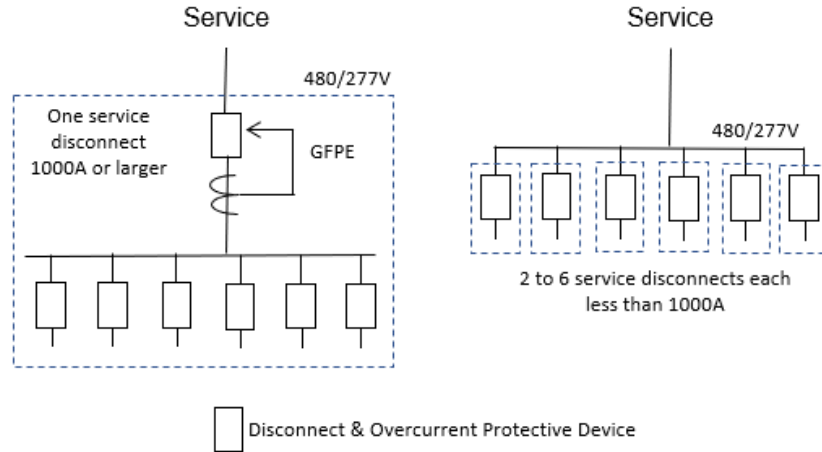 Service
480/277V
One service
disconnect
1000A or larger
GFPE
Service
480/277V
2 to 6 service disconnects each
less than 1000A
Disconnect & Overcurrent Protective Device